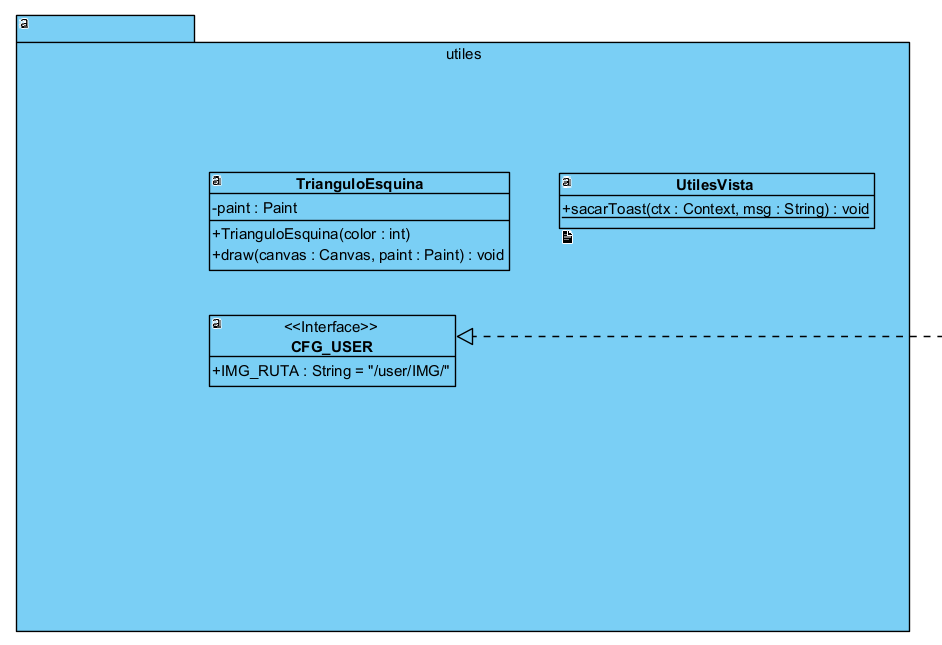 a
utiles
a
TrianguloEsquina
-paint : Paint
+TrianguloEsquina(color : int)
+draw(canvas : Canvas, paint : Paint) : void
a
UtilesVista
+sacarToast(ctx : Context, msg : String) : void
a
<<Interface>>
CFG_USER
+IMG_RUTA : String = "/user/IMG/"